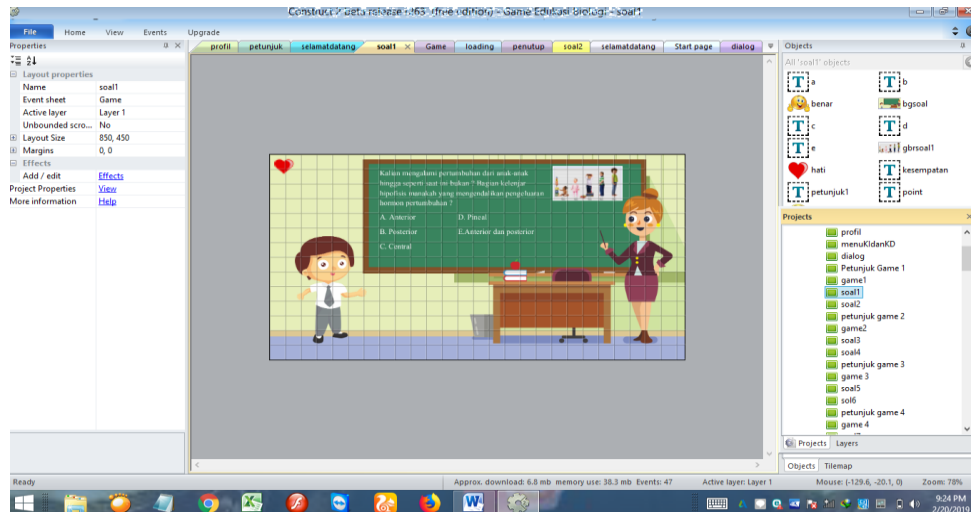 Construct 2 beta release r263 (free edition) - Game Edukasi Biologi - soal1
File Home View Events Upgrade
Properties
profil petunjuk selamatdatang soal1 Game loading penutup soal2 selamatdatang Start page dialog
Layout properties
Name soal1
Event sheet Game
Active layer Layer 1
Unbounded scro... No
Layout Size 850, 450
Margins 0, 0
Effects
Add / edit Effects
Project Properties View
More information Help
Kalian mengalami pertumbuhan dari anak-anak
hingga seperti saat ini bukan ? Bagian kelenjar
hipofisis manakah yang mengendalikan pengeluaran
hormon pertumbuhan ?
A. Anterior D. Pineal
B. Posterior E.Anterior dan posterior
C. Central
Objects
All 'soal1' objects
a b
benar bgsoal
c d
e gbrsoal1
hati kesempatan
petunjuk1 point
Projects
profil
menuKIdanKD
dialog
Petunjuk Game 1
game1
soal1
soal2
petunjuk game 2
game2
soal3
soal4
petunjuk game 3
game 3
soal5
sol6
petunjuk game 4
game 4
Projects Layers
Objects Tilemap
Ready Approx. download: 6.8 mb memory use: 38.3 mb Events: 47 Active layer: Layer 1 Mouse: (-129.6, -20.1, 0) Zoom: 78%
9:24 PM
2/20/2019